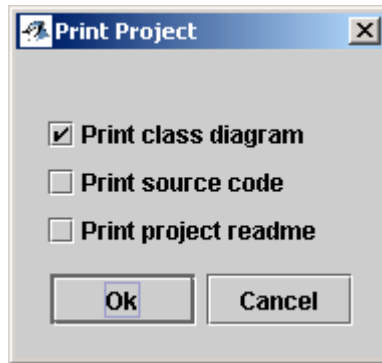 Print Project
Print class diagram
Print source code
Print project readme
Ok Cancel